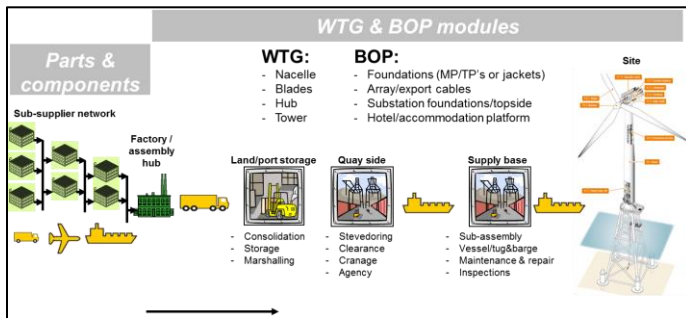 WTG & BOP modules
Parts &
components
WTG:
- Nacelle
- Blades
- Hub
- Tower
BOP:
- Foundations (MP/TP's or jackets)
- Array/export cables
- Substation foundations/topside
- Hotel/accommodation platform
Site
Sub-supplier network
Factory /
assembly
hub
Land/port storage
- Consolidation
- Storage
- Marshalling
Quay side
- Stevedoring
- Clearance
- Cranage
- Agency
Supply base
- Sub-assembly
- Vessel/tug&barge
- Maintenance & repair
- Inspections